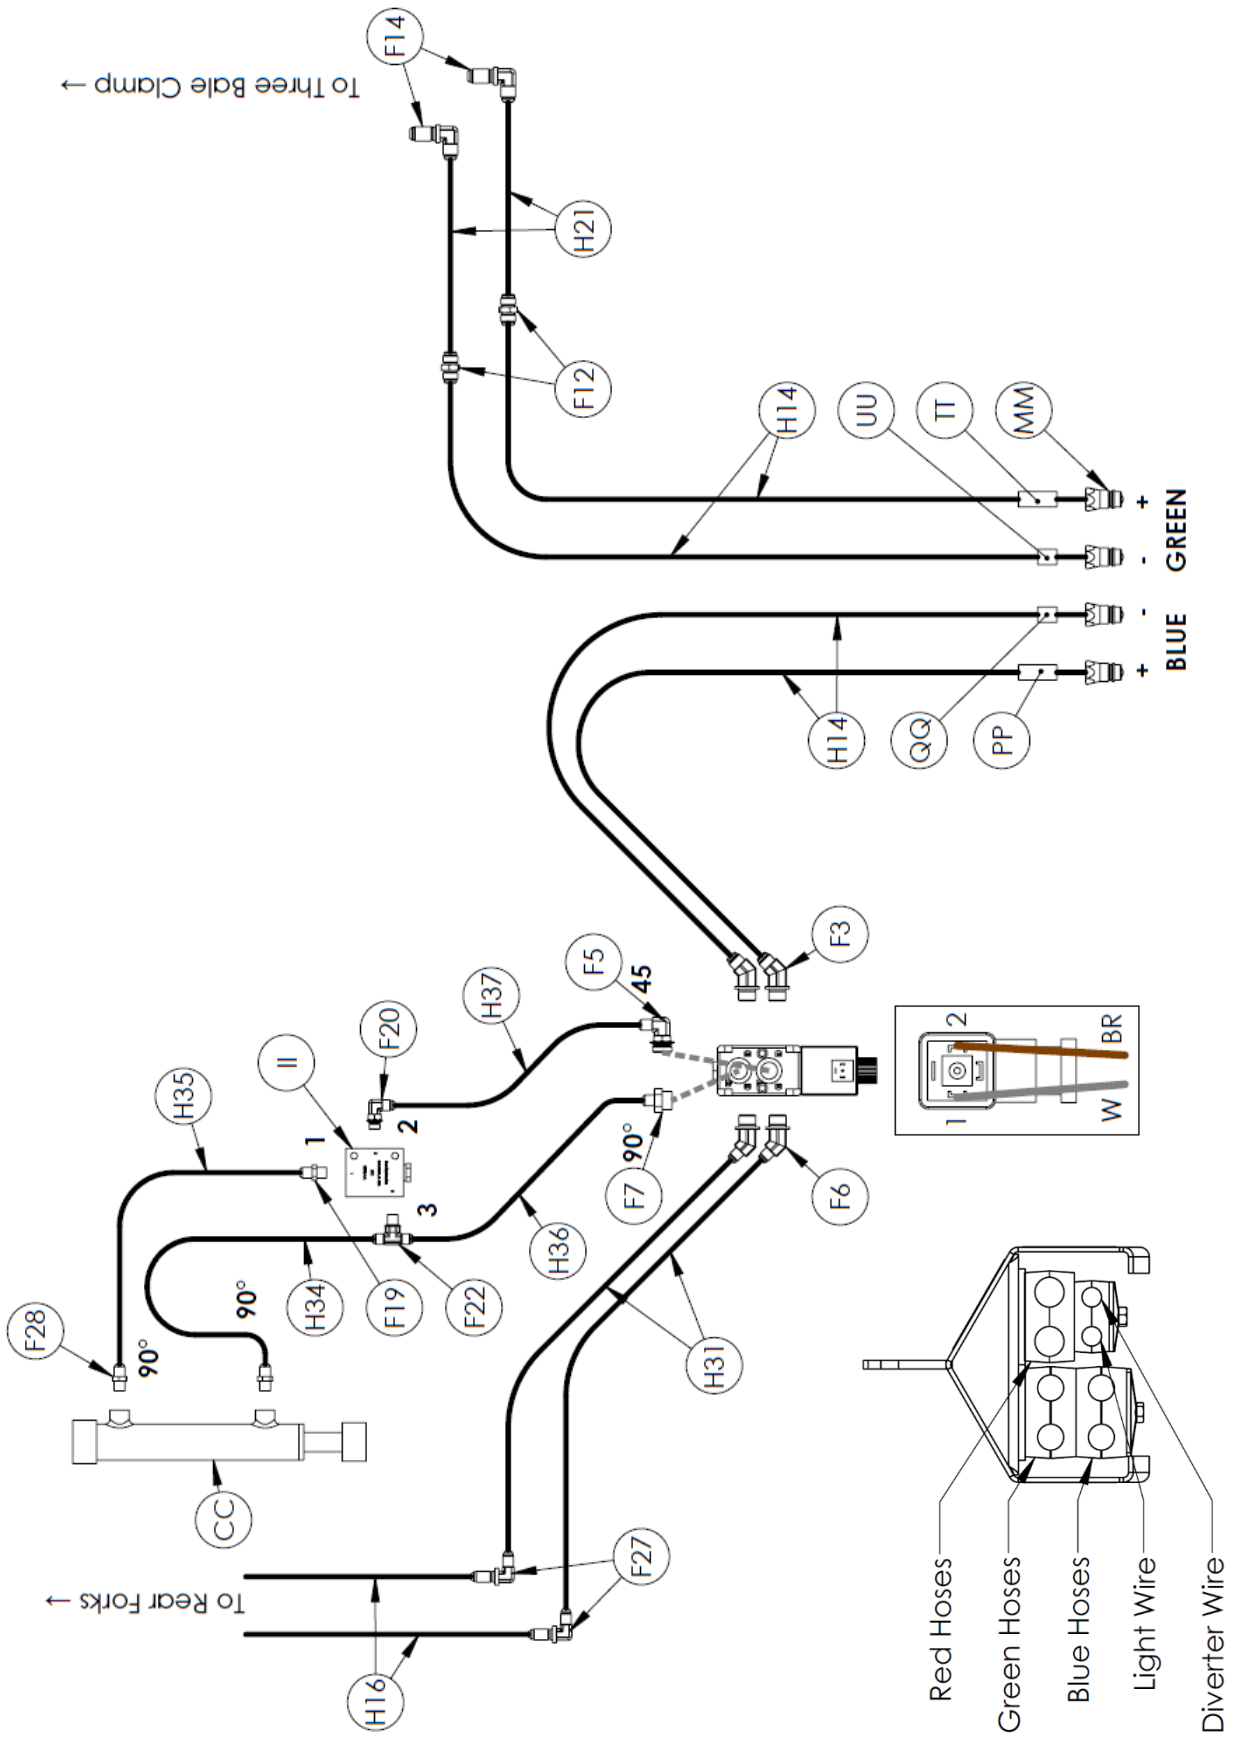 F14
To Three Bale Clamp →
H21
F12
H14
UU
TT
MM
+
GREEN
-
-
BLUE
+
H14
QQ
PP
F3
F5
45
H37
F20
II
H35
1
2
3
90°
F7
H36
F6
F28
90°
90°
H34
F19
F22
H31
CC
F27
To Rear Forks →
H16
2
BR
1
W
Red Hoses
Green Hoses
Blue Hoses
Light Wire
Diverter Wire